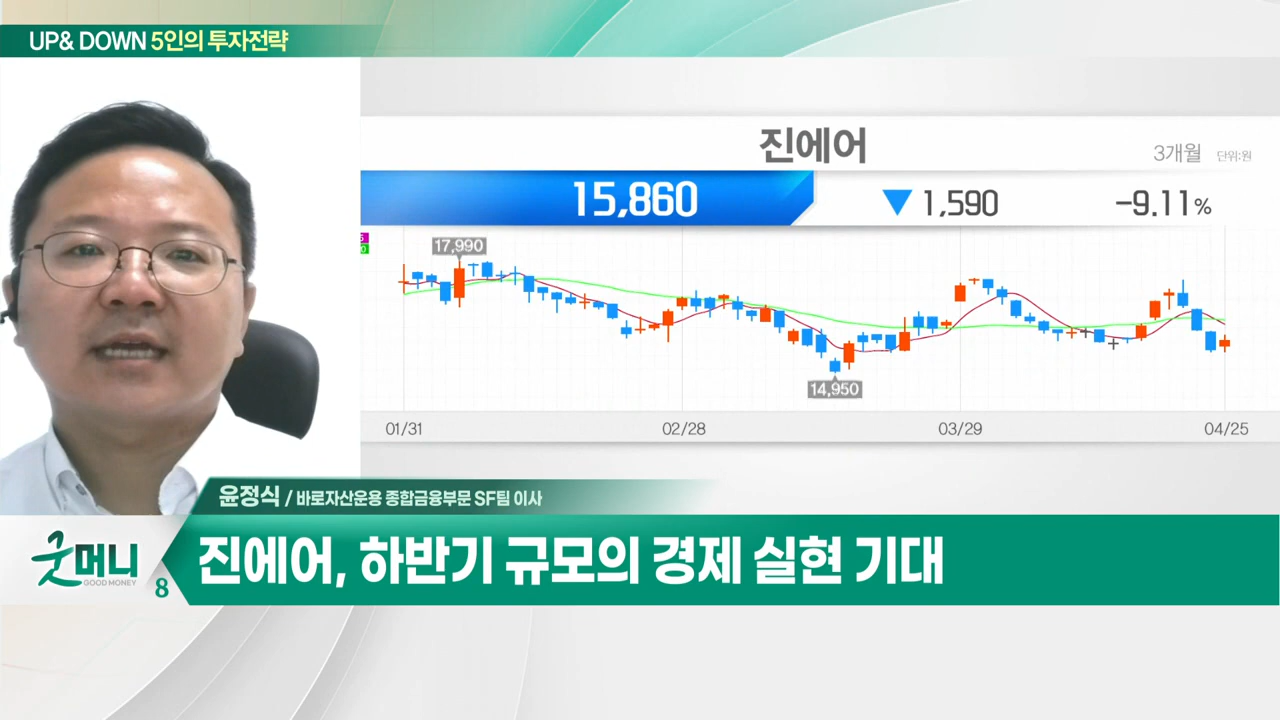 UP& DOWN 5인의 투자전략
진에어
3개월 단위:원
15,860 ▼ 1,590 -9.11%
17,990
14,950
01/31 02/28 03/29 04/25
윤정식 / 바로자산운용 종합금융부문 SF팀 이사
굿머니
GOOD MONEY
8
진에어, 하반기 규모의 경제 실현 기대